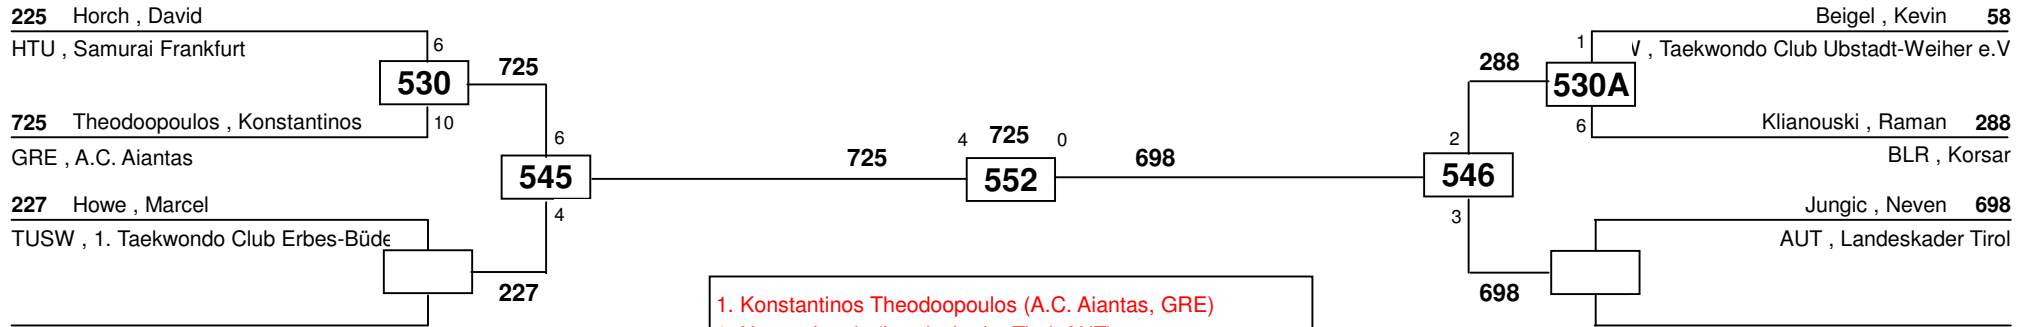 225 Horch , David
HTU , Samurai Frankfurt
6
530
725
725 Theodoopoulos , Konstantinos
10
GRE , A.C. Aiantas
6
545
4
227 Howe , Marcel
TUSW , 1. Taekwondo Club Erbes-Büde
227
725
4 725 0
552
698
Beigel , Kevin 58
, Taekwondo Club Ubstadt-Weiher e.V
1
288
530A
6
Klianouski , Raman 288
BLR , Korsar
2
546
3
Jungic , Neven 698
AUT , Landeskader Tirol
698
1. Konstantinos Theodoopoulos (A.C. Aiantas, GRE)